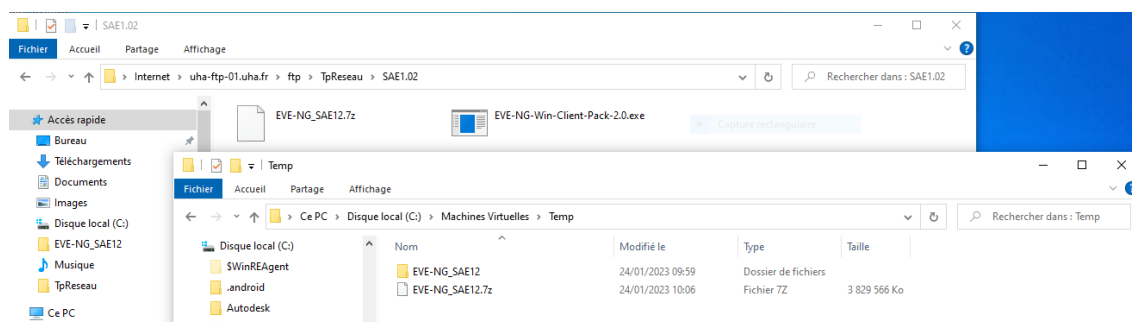 SAE1.02
Fichier Accueil Partage Affichage
Internet > uha-ftp-01.uha.fr > ftp > TpReseau > SAE1.02
Rechercher dans : SAE1.02
Accès rapide
Bureau
Téléchargements
Documents
Images
Disque local (C:)
EVE-NG_SAE12
Musique
TpReseau
Ce PC
EVE-NG_SAE12.7z
EVE-NG-Win-Client-Pack-2.0.exe
Capture rectangulaire
Temp
Fichier Accueil Partage Affichage
Ce PC > Disque local (C:) > Machines Virtuelles > Temp
Rechercher dans : Temp
Disque local (C:)
$WinREAgent
.android
Autodesk
Nom Modifié le Type Taille
EVE-NG_SAE12 24/01/2023 09:59 Dossier de fichiers
EVE-NG_SAE12.7z 24/01/2023 10:06 Fichier 7Z 3 829 566 Ko